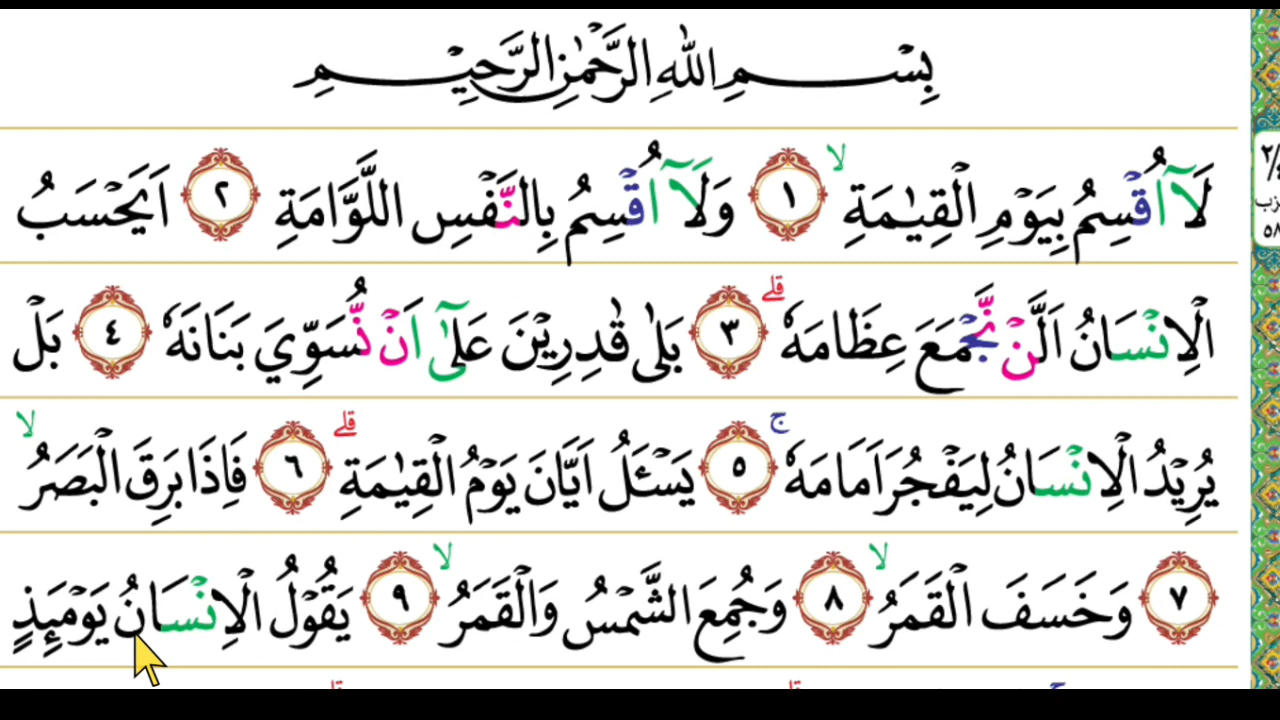 بِسْمِ اللّٰهِ الرَّحْمٰنِ الرَّحِيْمِ
لَآ اُقْسِمُ بِيَوْمِ الْقِيٰمَةِ ۙ ١ وَلَآ اُقْسِمُ بِالنَّفْسِ اللَّوَّامَةِ ٢ اَيَحْسَبُ
الْاِنْسَانُ اَلَّنْ نَّجْمَعَ عِظَامَهٗ ۗ ٣ بَلٰى قٰدِرِيْنَ عَلٰٓى اَنْ نُّسَوِّيَ بَنَانَهٗ ٤ بَلْ
يُرِيْدُ الْاِنْسَانُ لِيَفْجُرَ اَمَامَهٗ ۚ ٥ يَسْـَٔلُ اَيَّانَ يَوْمُ الْقِيٰمَةِ ۗ ٦ فَاِذَا بَرِقَ الْبَصَرُ ۙ
٧ وَخَسَفَ الْقَمَرُ ۙ ٨ وَجُمِعَ الشَّمْسُ وَالْقَمَرُ ۙ ٩ يَقُوْلُ الْاِنْسَانُ يَوْمَىِٕذٍ
٥٨